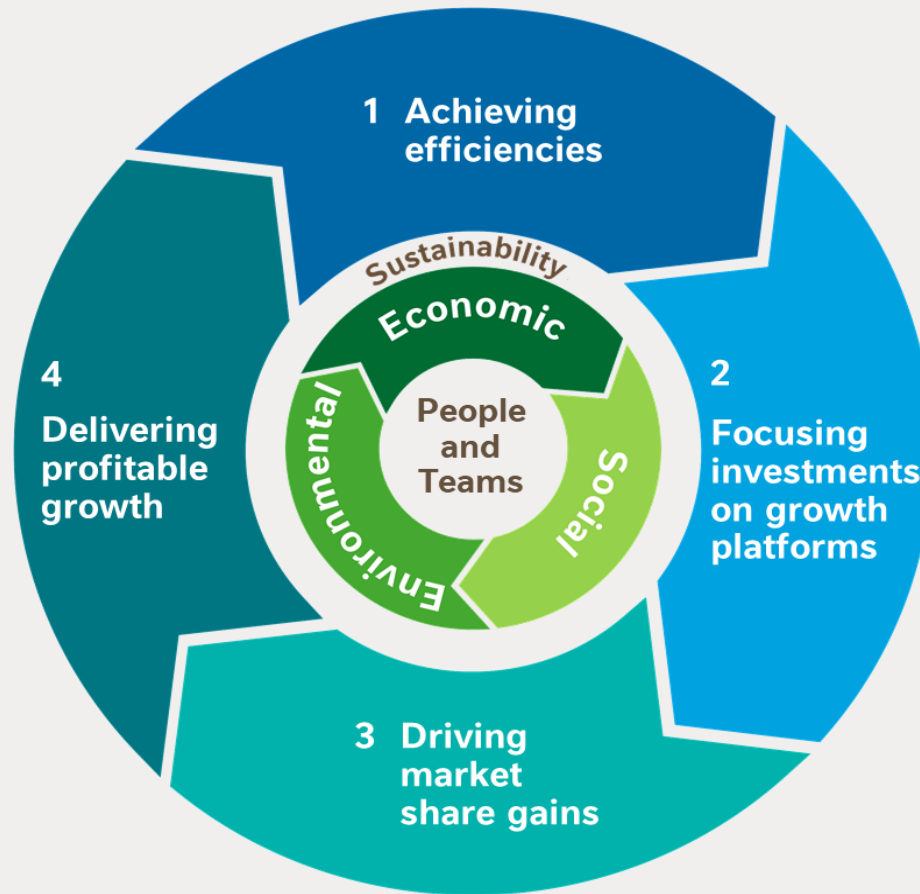 1 Achieving
efficiencies
2
Focusing
investments
on growth
platforms
3 Driving
market
share gains
4
Delivering
profitable
growth
Sustainability
Economic
Social
Environmental
People
and
Teams